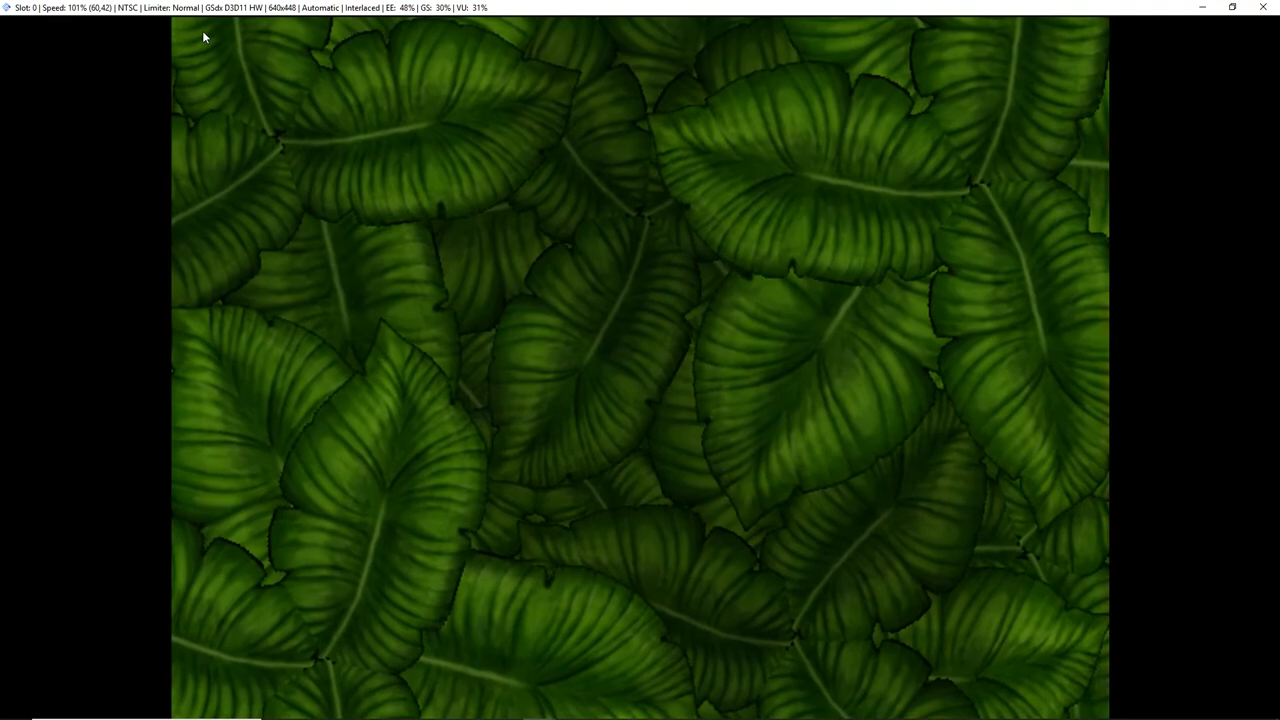 Slot: 0 | Speed: 101% (60,42) | NTSC | Limiter: Normal | GSdx D3D11 HW | 640x448 | Automatic | Interlaced | EE:  48% | GS:  30% | VU:  31%